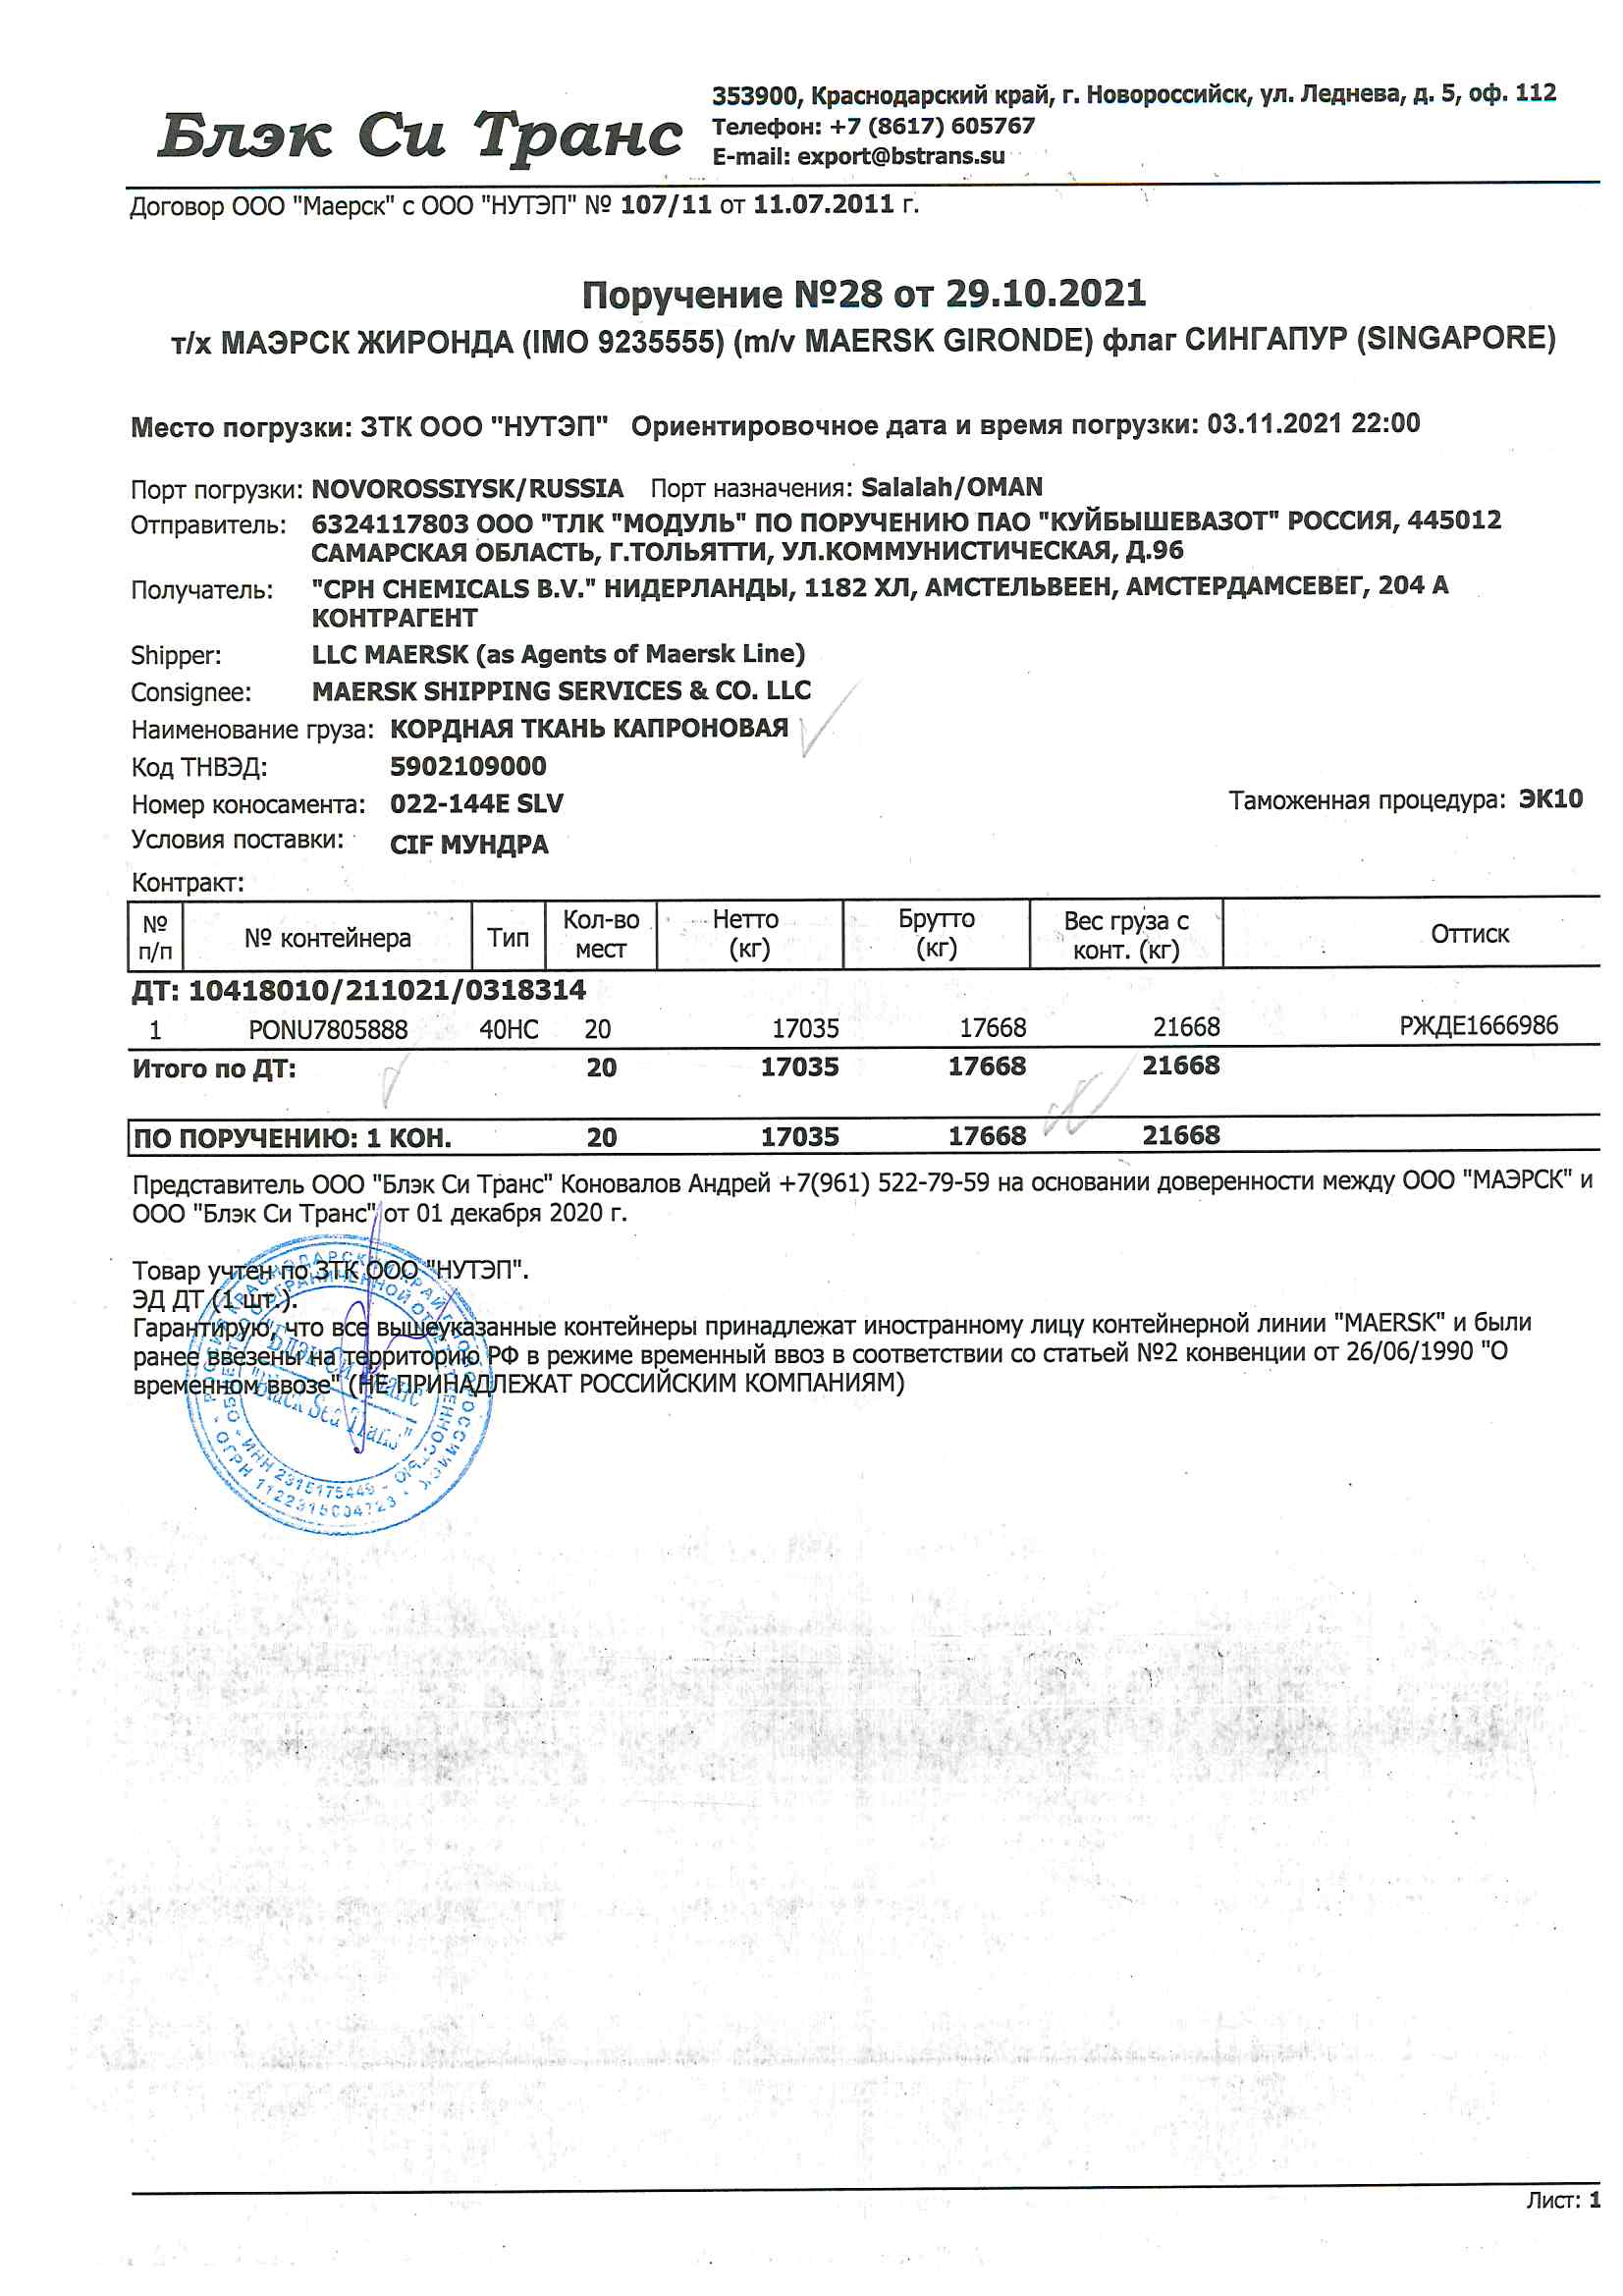 Блэк Си Транс
353900, Краснодарский край, г. Новороссийск, ул. Леднева, д. 5, оф. 112
Телефон: +7 (8617) 605767
E-mail: export@bstrans.su
Договор ООО "Маерск" с ООО "НУТЭП" № 107/11 от 11.07.2011 г.
Поручение №28 от 29.10.2021
т/х МАЭРСК ЖИРОНДА (IMO 9235555) (m/v MAERSK GIRONDE) флаг СИНГАПУР (SINGAPORE)
Место погрузки: ЗТК ООО "НУТЭП" Ориентировочное дата и время погрузки: 03.11.2021 22:00
Порт погрузки: NOVOROSSIYSK/RUSSIA Порт назначения: Salalah/OMAN
Отправитель: 6324117803 ООО "ТЛК "МОДУЛЬ" ПО ПОРУЧЕНИЮ ПАО "КУЙБЫШЕВАЗОТ" РОССИЯ, 445012
САМАРСКАЯ ОБЛАСТЬ, Г.ТОЛЬЯТТИ, УЛ.КОММУНИСТИЧЕСКАЯ, Д.96
Получатель: "CPH CHEMICALS B.V." НИДЕРЛАНДЫ, 1182 ХЛ, АМСТЕЛЬВЕЕН, АМСТЕРДАМСЕВЕГ, 204 А
КОНТРАГЕНТ
Shipper: LLC MAERSK (as Agents of Maersk Line)
Consignee: MAERSK SHIPPING SERVICES & CO. LLC
Наименование груза: КОРДНАЯ ТКАНЬ КАПРОНОВАЯ
Код ТНВЭД: 5902109000
Номер коносамента: 022-144E SLV Таможенная процедура: ЭК10
Условия поставки: CIF МУНДРА
Контракт:
№ п/п № контейнера Тип Кол-во мест Нетто (кг) Брутто (кг) Вес груза с конт. (кг) Оттиск
ДТ: 10418010/211021/0318314
1 PONU7805888 40HC 20 17035 17668 21668 РЖДЕ1666986
Итого по ДТ: 20 17035 17668 21668
ПО ПОРУЧЕНИЮ: 1 КОН. 20 17035 17668 21668
Представитель ООО "Блэк Си Транс" Коновалов Андрей +7(961) 522-79-59 на основании доверенности между ООО "МАЭРСК" и
ООО "Блэк Си Транс" от 01 декабря 2020 г.
Товар учтен по ЗТК ООО "НУТЭП".
ЭД ДТ (1 шт.).
Гарантирую, что все вышеуказанные контейнеры принадлежат иностранному лицу контейнерной линии "MAERSK" и были
ранее ввезены на территорию РФ в режиме временный ввоз в соответствии со статьей №2 конвенции от 26/06/1990 "О
временном ввозе" (НЕ ПРИНАДЛЕЖАТ РОССИЙСКИМ КОМПАНИЯМ)
"Блэк Си Транс"
"Black Sea Trans"
ИНН 2315175449
Лист: 1